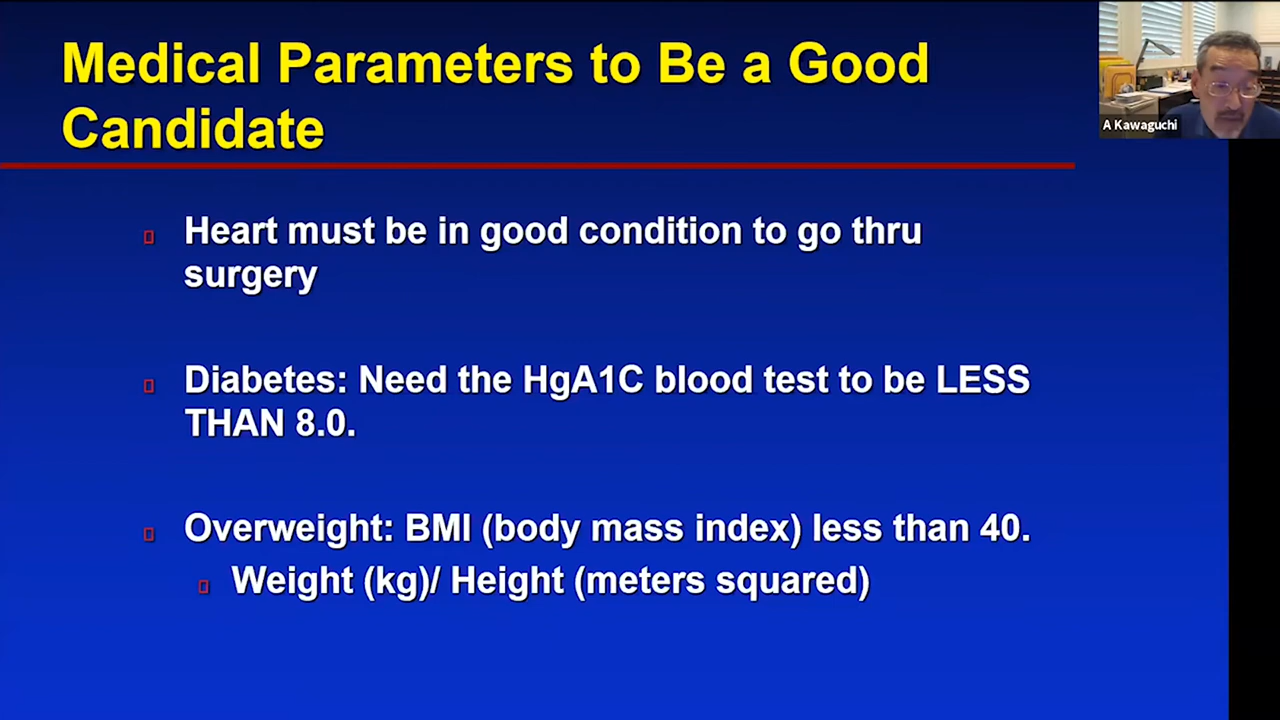 Medical Parameters to Be a Good
Candidate
A Kawaguchi
Heart must be in good condition to go thru
surgery
Diabetes: Need the HgA1C blood test to be LESS
THAN 8.0.
Overweight: BMI (body mass index) less than 40.
Weight (kg)/ Height (meters squared)